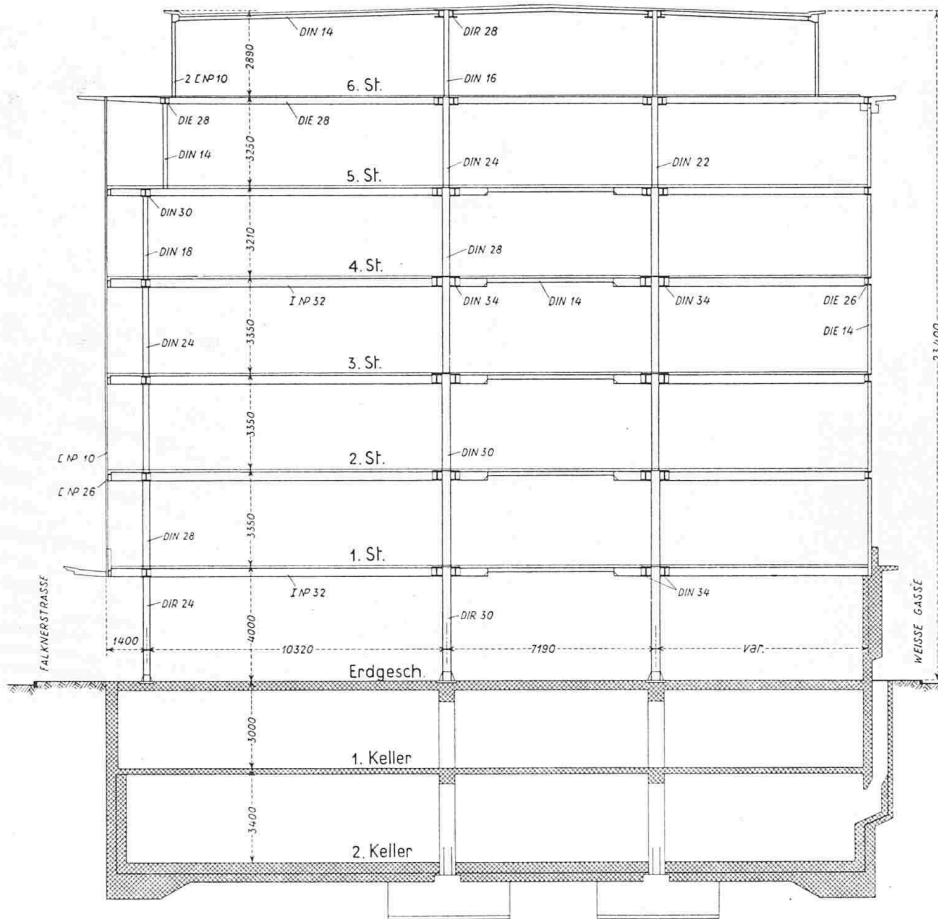 DIN 14
DIR 28
2890
2 [ NP 10
DIN 16
6. St.
DIE 28
DIE 28
DIN 14
3250
DIN 24
DIN 22
5. St.
DIN 30
3210
DIN 18
DIN 28
4. St.
I NP 32
DIN 34
DIN 14
DIN 34
DIE 26
3350
DIE 14
DIN 24
23400
3. St.
3350
[ NP 10
2. St.
DIN 30
[ NP 26
3350
DIN 28
1. St.
I NP 32
DIN 34
FALKNERSTRASSE
DIR 24
4000
DIR 30
WEISSE GASSE
1400
10320
7190
var.
Erdgesch.
3000
1. Keller
3400
2. Keller